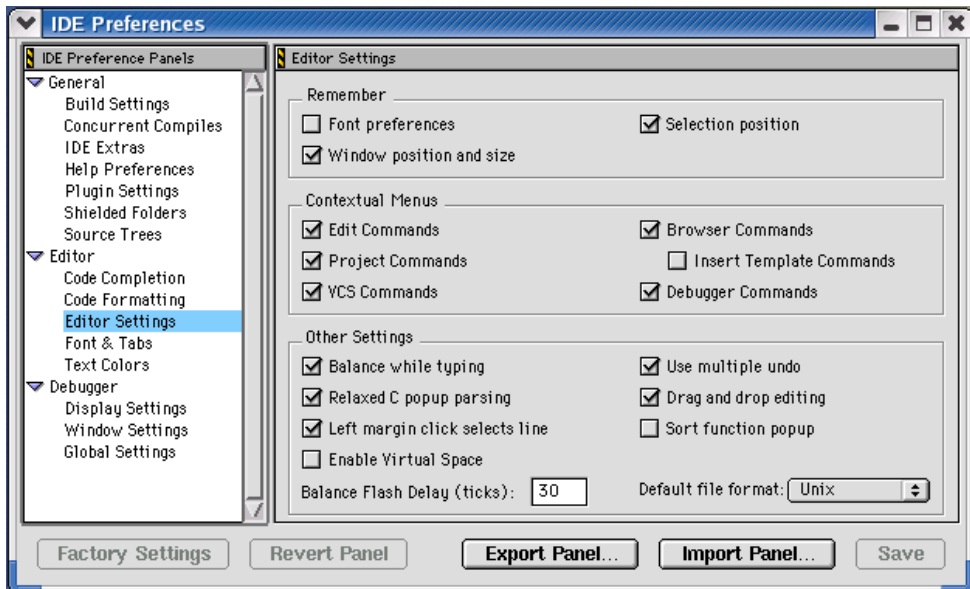 IDE Preferences
IDE Preference Panels
General
Build Settings
Concurrent Compiles
IDE Extras
Help Preferences
Plugin Settings
Shielded Folders
Source Trees
Editor
Code Completion
Code Formatting
Editor Settings
Font & Tabs
Text Colors
Debugger
Display Settings
Window Settings
Global Settings
Editor Settings
Remember
Font preferences
Selection position
Window position and size
Contextual Menus
Edit Commands
Browser Commands
Project Commands
Insert Template Commands
VCS Commands
Debugger Commands
Other Settings
Balance while typing
Use multiple undo
Relaxed C popup parsing
Drag and drop editing
Left margin click selects line
Sort function popup
Enable Virtual Space
Balance Flash Delay (ticks): 30
Default file format: Unix
Factory Settings
Revert Panel
Export Panel...
Import Panel...
Save